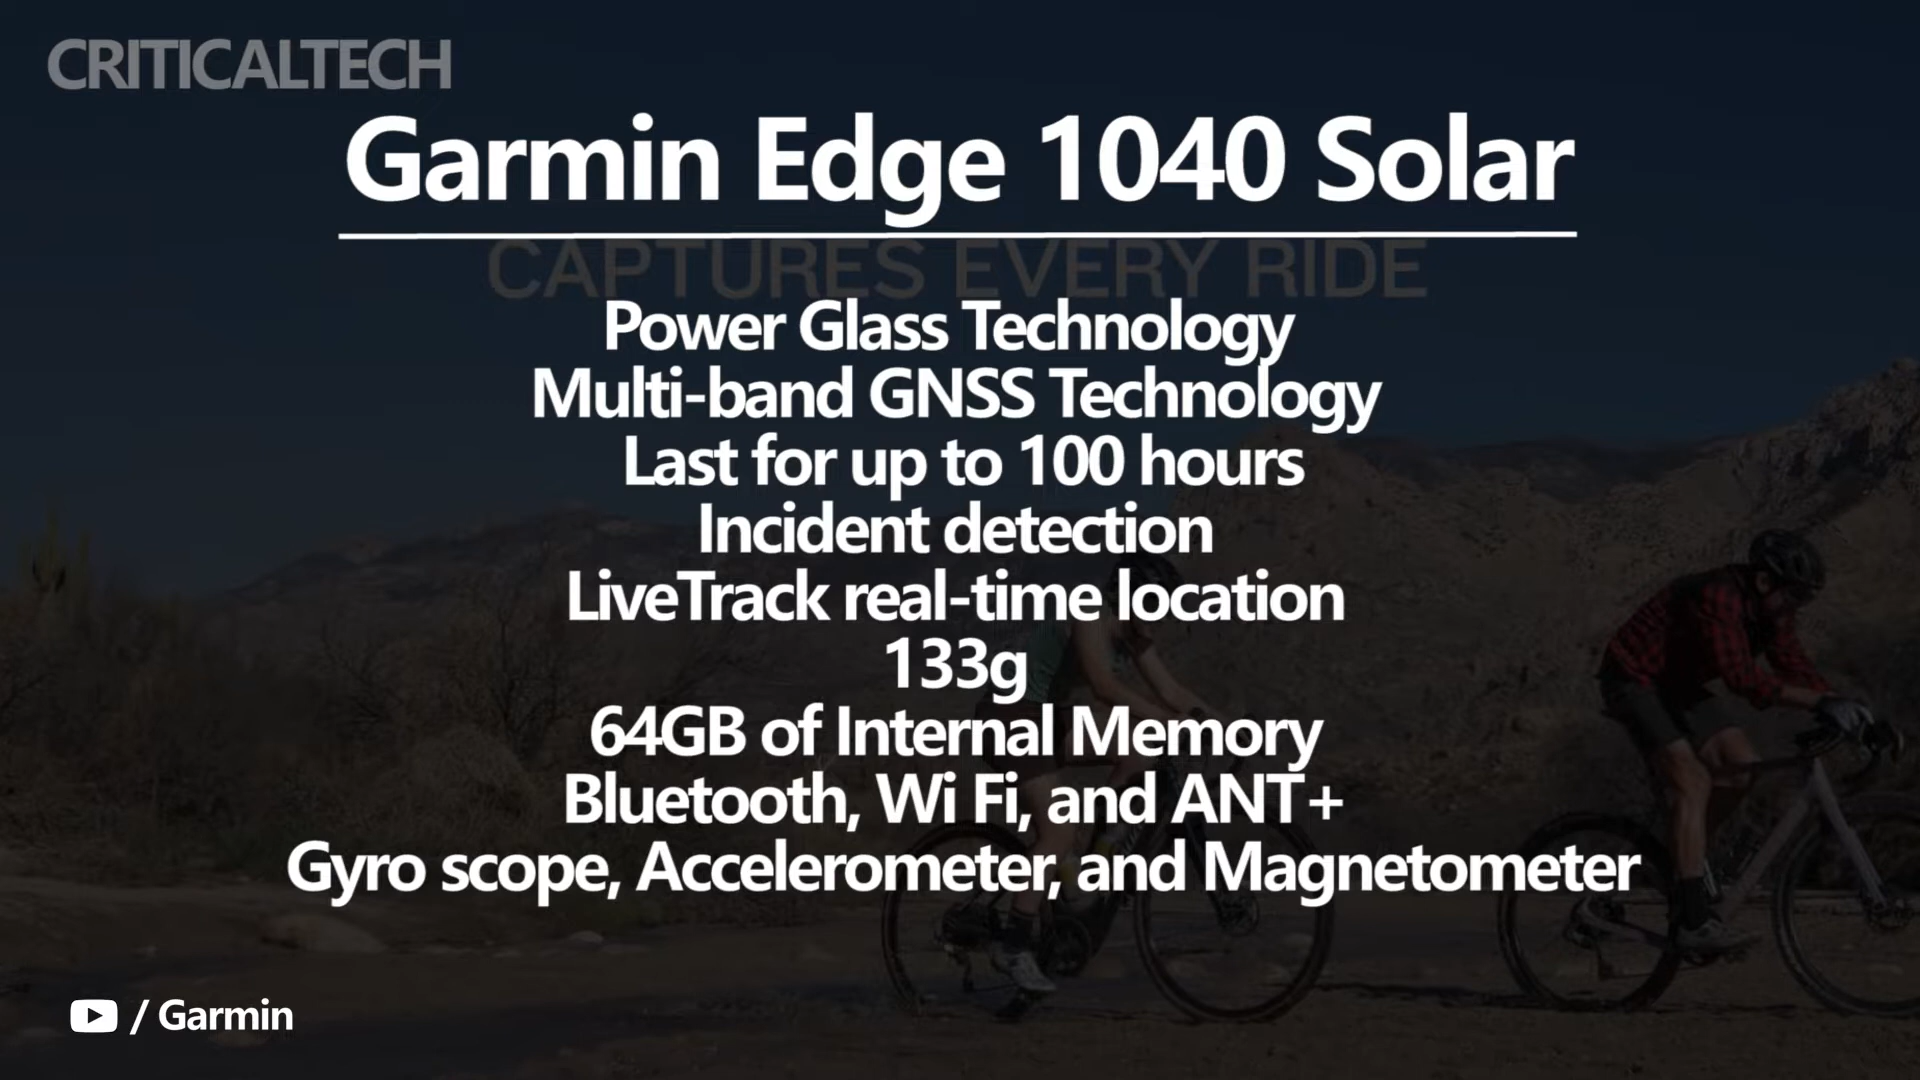 CRITICALTECH
Garmin Edge 1040 Solar
CAPTURES EVERY RIDE
Power Glass Technology
Multi-band GNSS Technology
Last for up to 100 hours
Incident detection
LiveTrack real-time location
133g
64GB of Internal Memory
Bluetooth, Wi Fi, and ANT+
Gyro scope, Accelerometer, and Magnetometer
/ Garmin